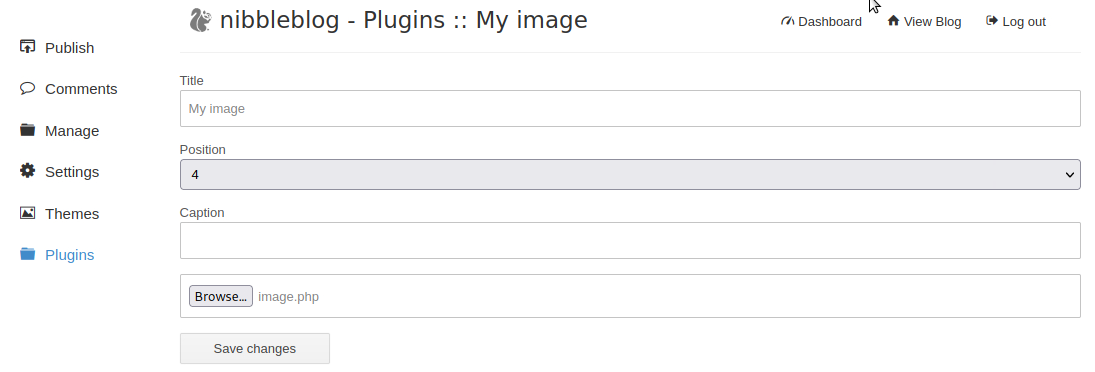 nibbleblog - Plugins :: My image
Dashboard View Blog Log out
Publish
Comments
Manage
Settings
Themes
Plugins
Title
My image
Position
4
Caption
Browse... image.php
Save changes